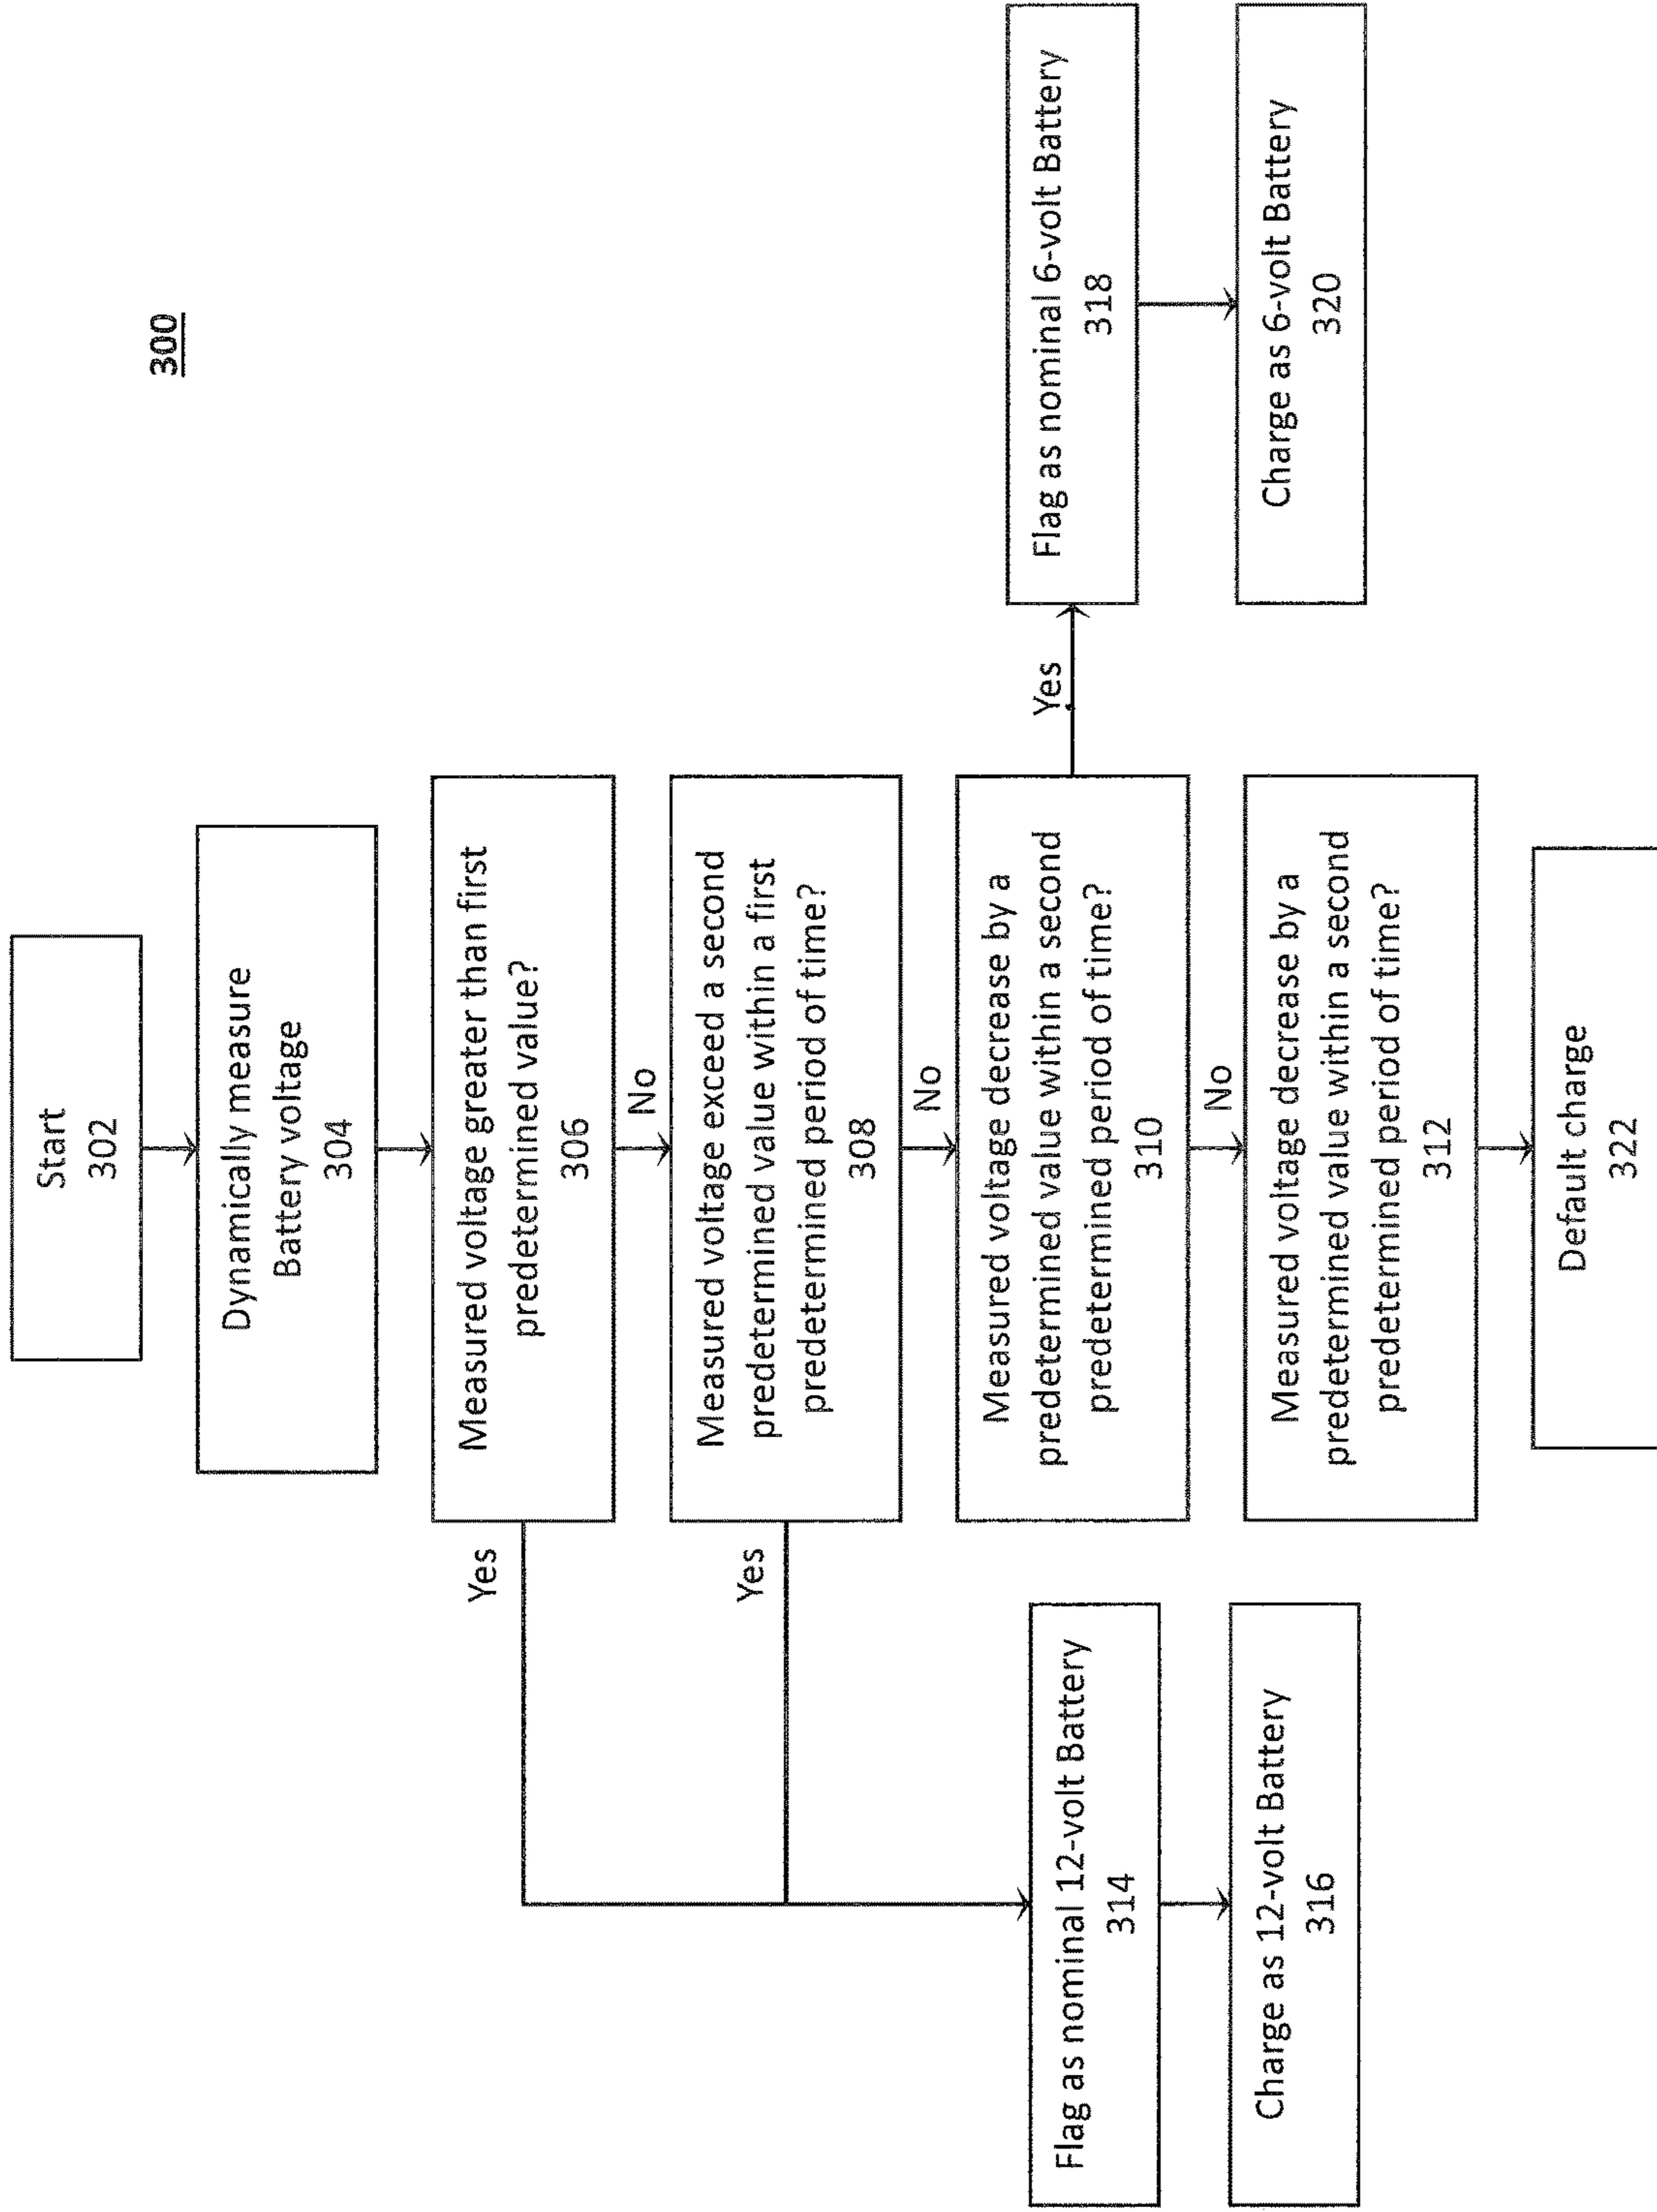 300
Start
302
Dynamically measure
Battery voltage
304
Measured voltage greater than first
predetermined value?
306
Yes
No
Measured voltage exceed a second
predetermined value within a first
predetermined period of time?
308
Yes
No
Measured voltage decrease by a
predetermined value within a second
predetermined period of time?
310
Yes
No
Measured voltage decrease by a
predetermined value within a second
predetermined period of time?
312
Default charge
322
Flag as nominal 12-volt Battery
314
Charge as 12-volt Battery
316
Flag as nominal 6-volt Battery
318
Charge as 6-volt Battery
320